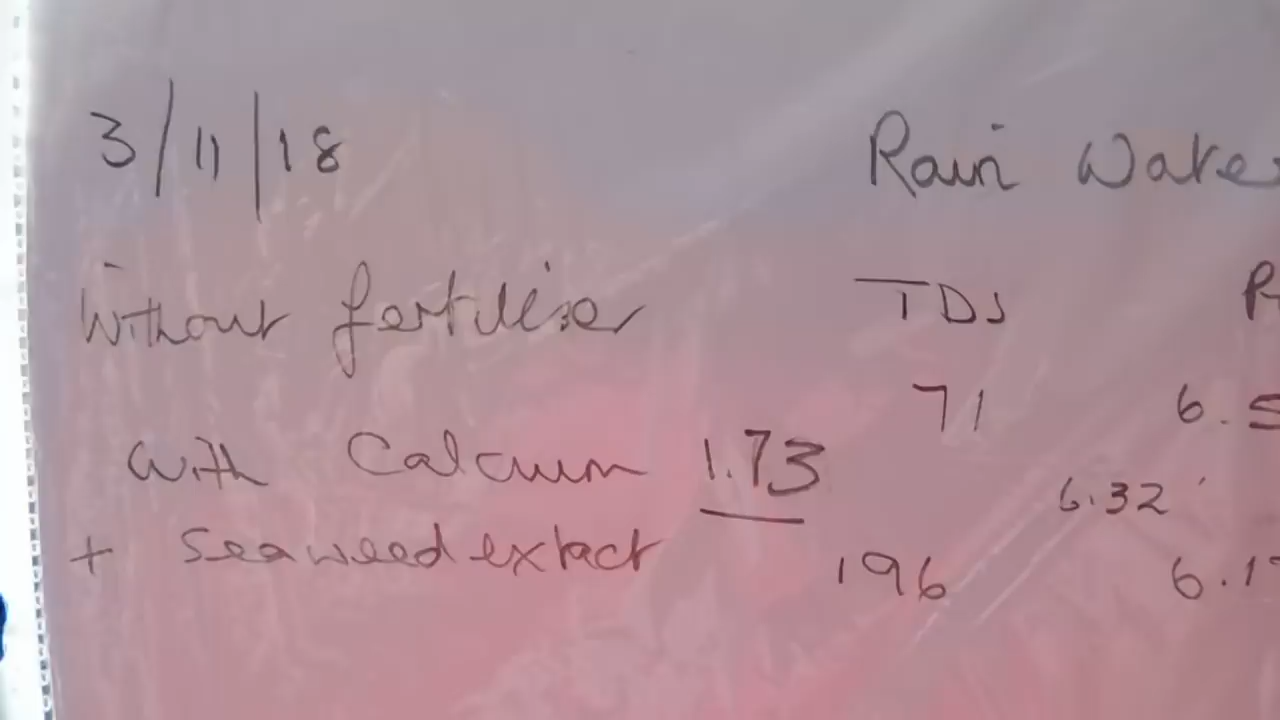 3/11/18 Rain Water
Without fertiliser TDS P
71 6.5
With Calcium 1.73 6.32
+ Seaweed extact 196 6.1